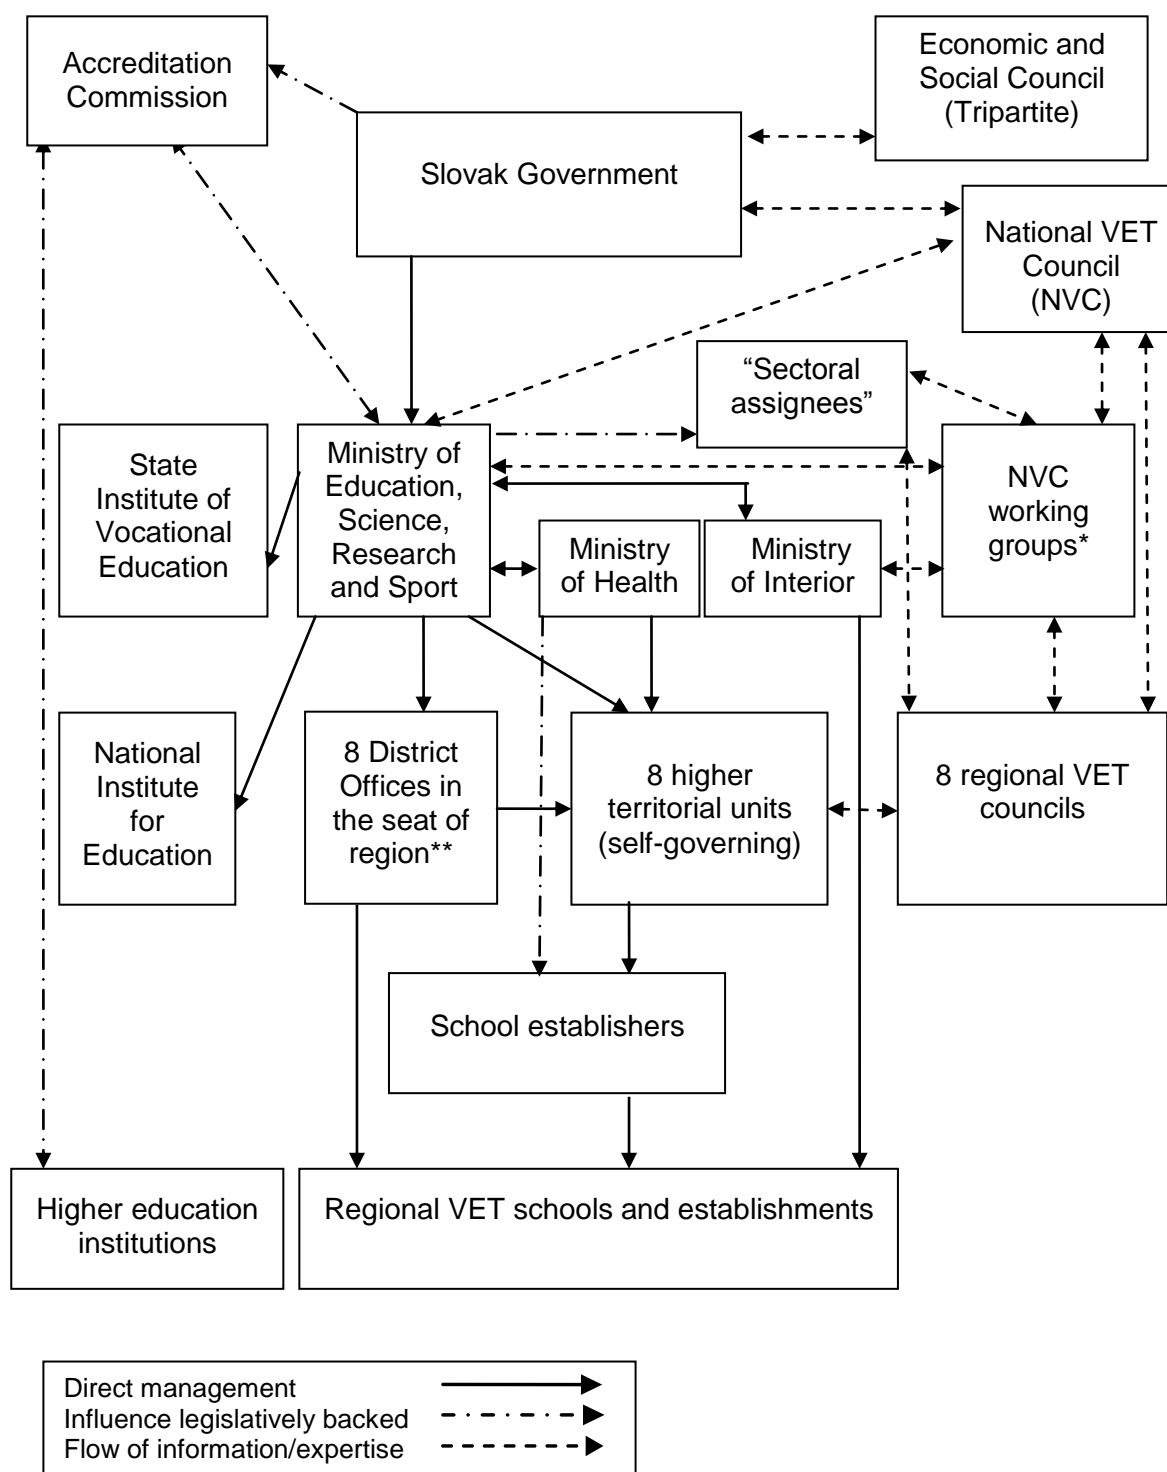 Accreditation
Commission
Economic and
Social Council
(Tripartite)
Slovak Government
National VET
Council
(NVC)
“Sectoral
assignees”
State
Institute of
Vocational
Education
Ministry of
Education,
Science,
Research
and Sport
Ministry
of Health
Ministry
of Interior
NVC
working
groups*
National
Institute
for
Education
8 District
Offices in
the seat of
region**
8 higher
territorial
units
(self-governing)
8 regional VET
councils
School establishers
Higher education
institutions
Regional VET schools and establishments
Direct management
Influence legislatively backed
Flow of information/expertise